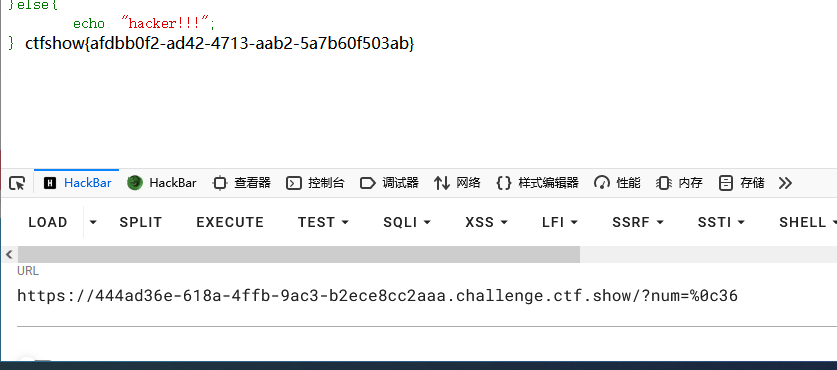 }else{
echo "hacker!!!";
} ctfshow{afdbb0f2-ad42-4713-aab2-5a7b60f503ab}
HackBar HackBar 查看器 控制台 调试器 网络 样式编辑器 性能 内存 存储
LOAD SPLIT EXECUTE TEST SQLI XSS LFI SSRF SSTI SHELL
URL
https://444ad36e-618a-4ffb-9ac3-b2ece8cc2aaa.challenge.ctf.show/?num=%0c36